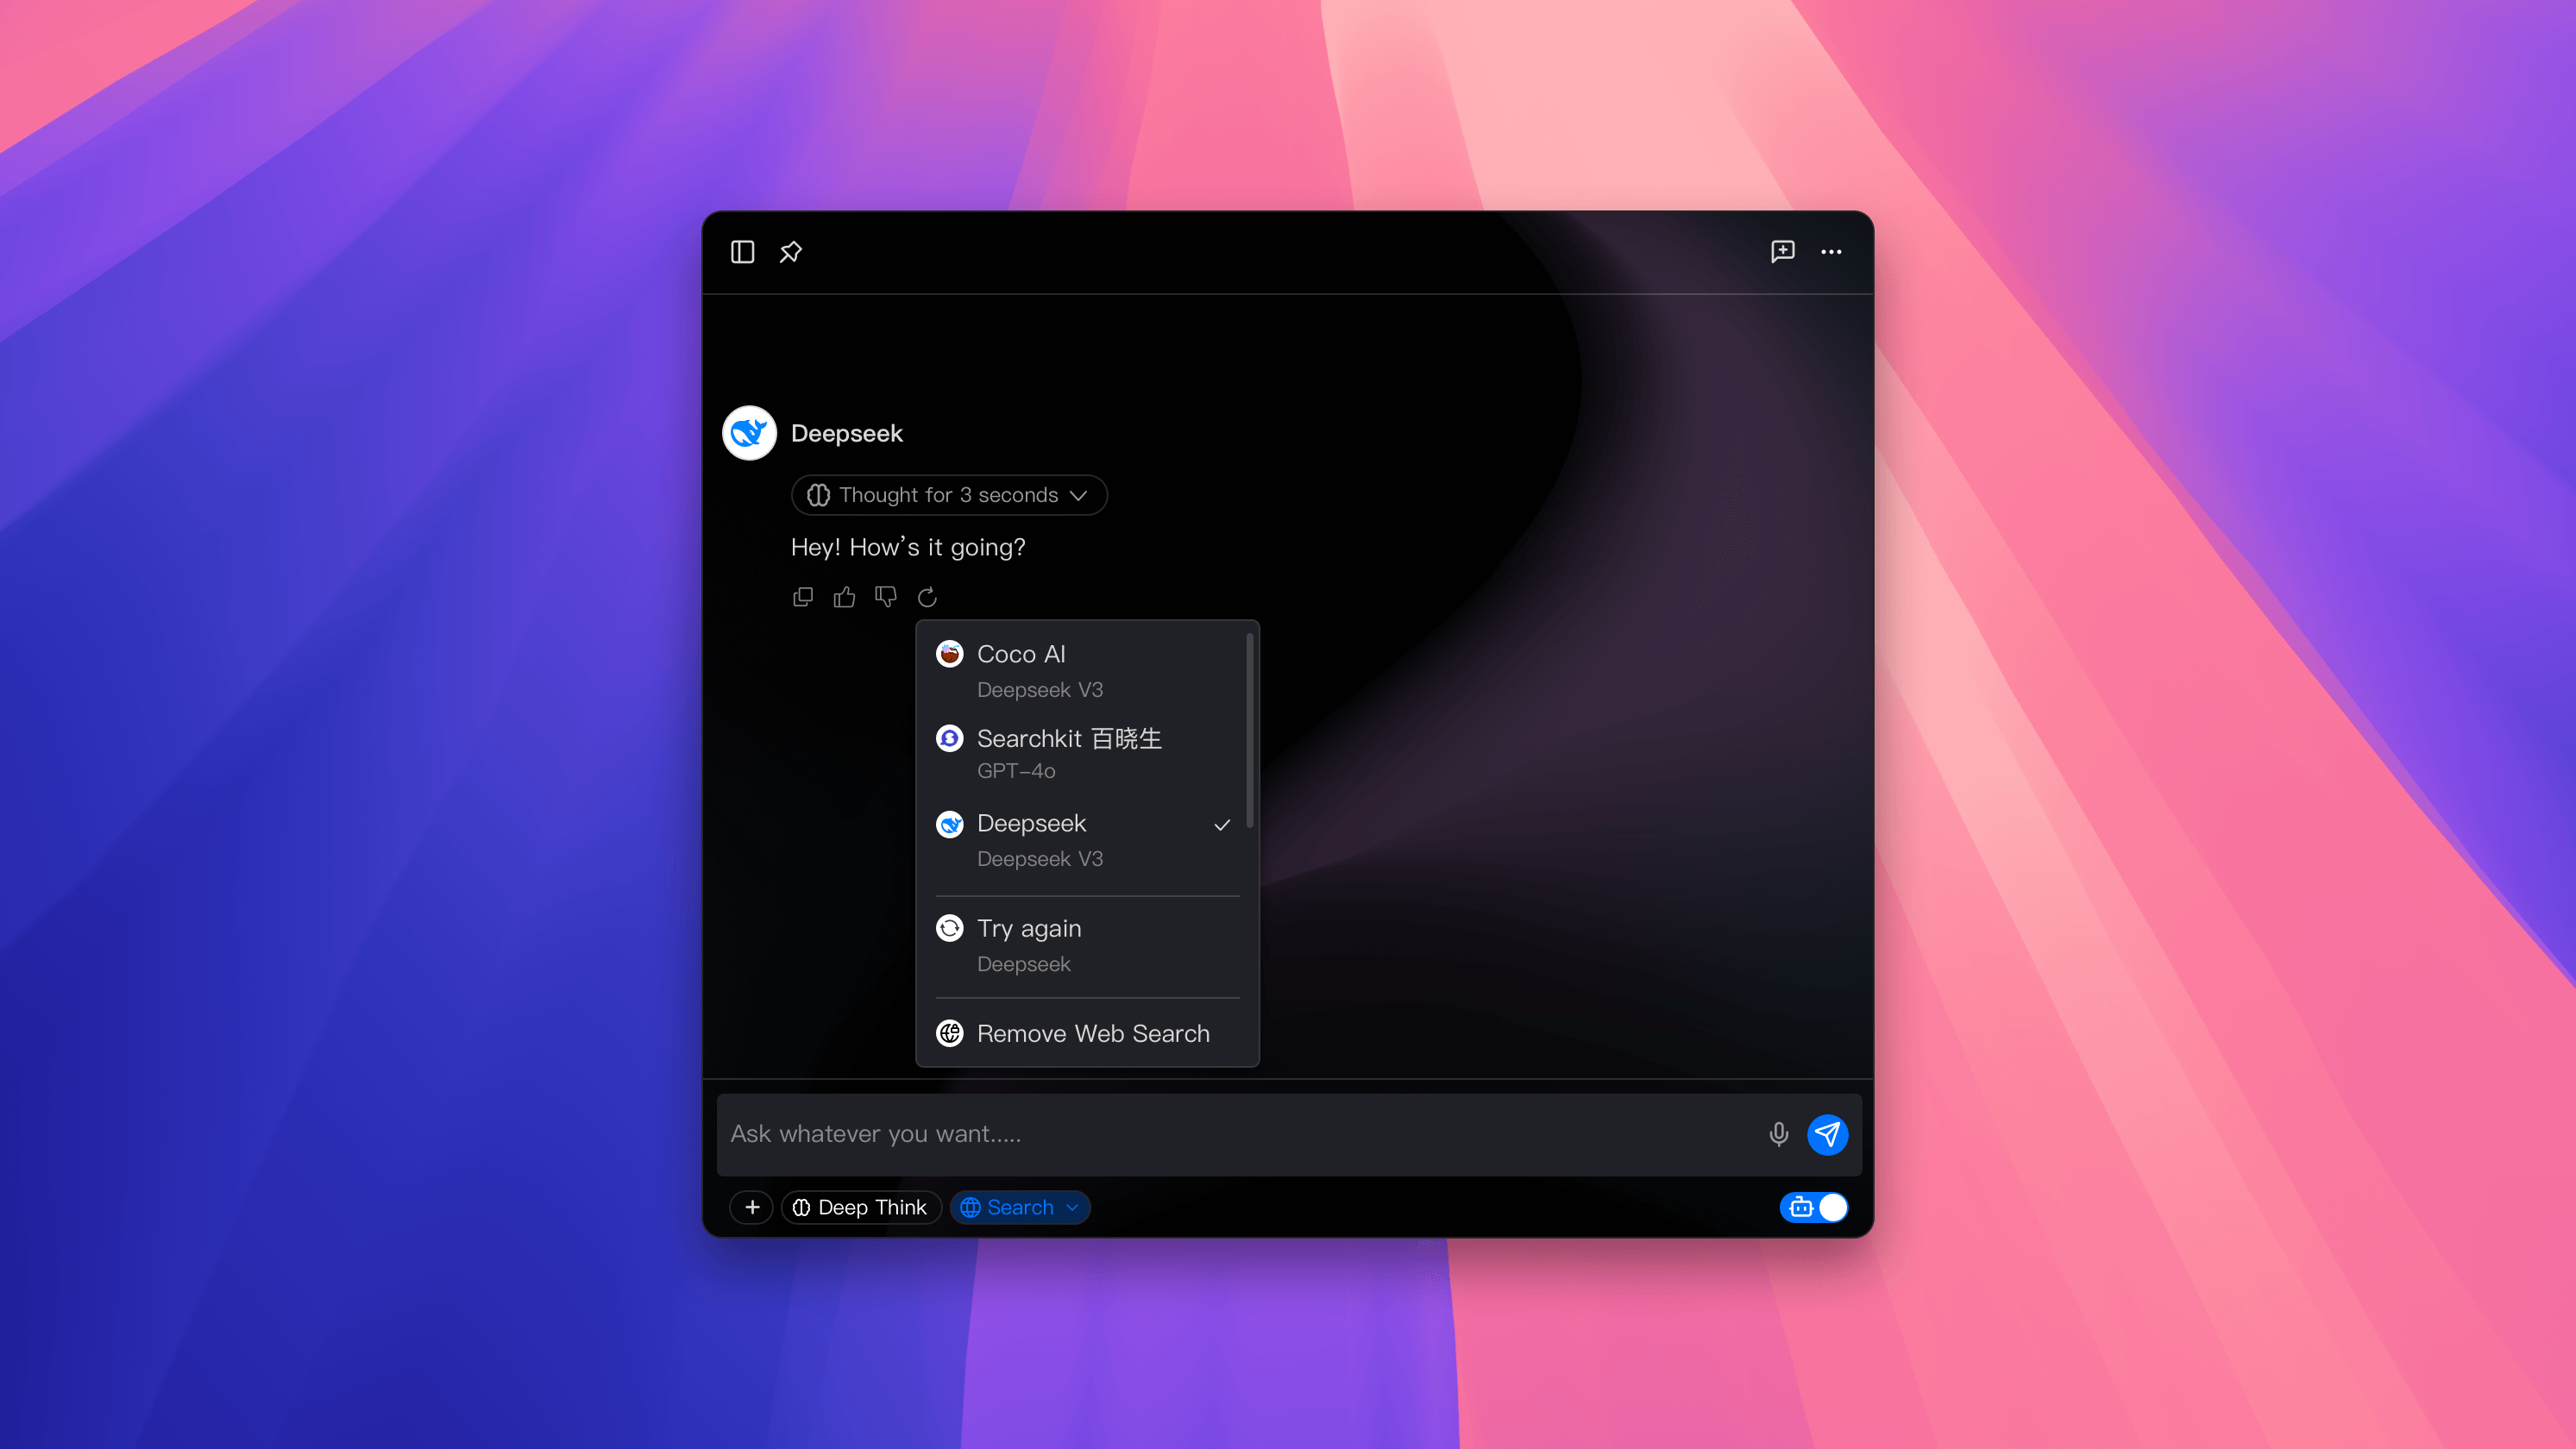 Deepseek
Thought for 3 seconds
Hey! How's it going?
Coco AI
Deepseek V3
Searchkit 百晓生
GPT-4o
Deepseek
Deepseek V3
Try again
Deepseek
Remove Web Search
Ask whatever you want.....
Deep Think
Search